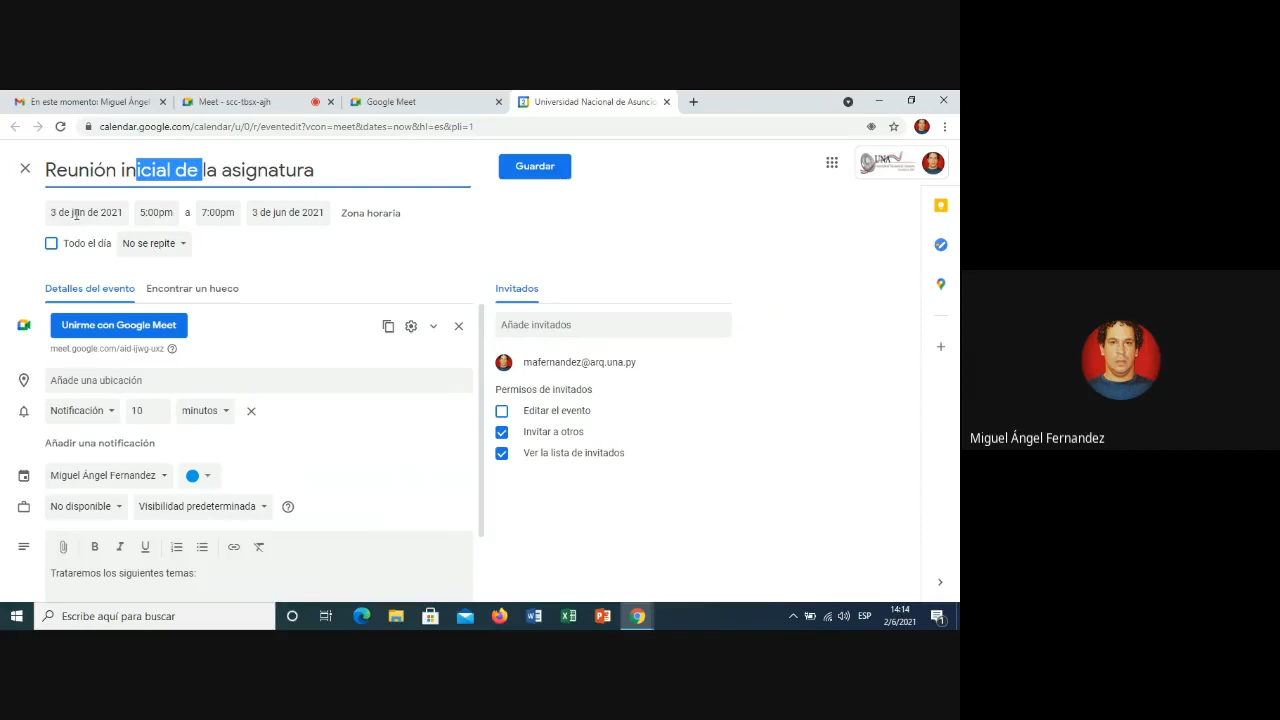 En este momento: Miguel Ángel
Meet - scc-tbsx-ajh
Google Meet
Universidad Nacional de Asunció
calendar.google.com/calendar/u/0/r/eventedit?vcon=meet&dates=now&hl=es&pli=1
Reunión inicial de la asignatura
Guardar
UNA
3 de jun de 2021 5:00pm a 7:00pm 3 de jun de 2021 Zona horaria
Todo el día No se repite
Detalles del evento Encontrar un hueco
Invitados
Unirme con Google Meet
meet.google.com/aid-ijwg-uxz
Añade invitados
mafernandez@arq.una.py
Añade una ubicación
Permisos de invitados
Notificación 10 minutos
Editar el evento
Invitar a otros
Añadir una notificación
Ver la lista de invitados
Miguel Ángel Fernandez
No disponible Visibilidad predeterminada
B I U
Trataremos los siguientes temas:
Escribe aquí para buscar
ESP
14:14
2/6/2021
1
Miguel Ángel Fernandez